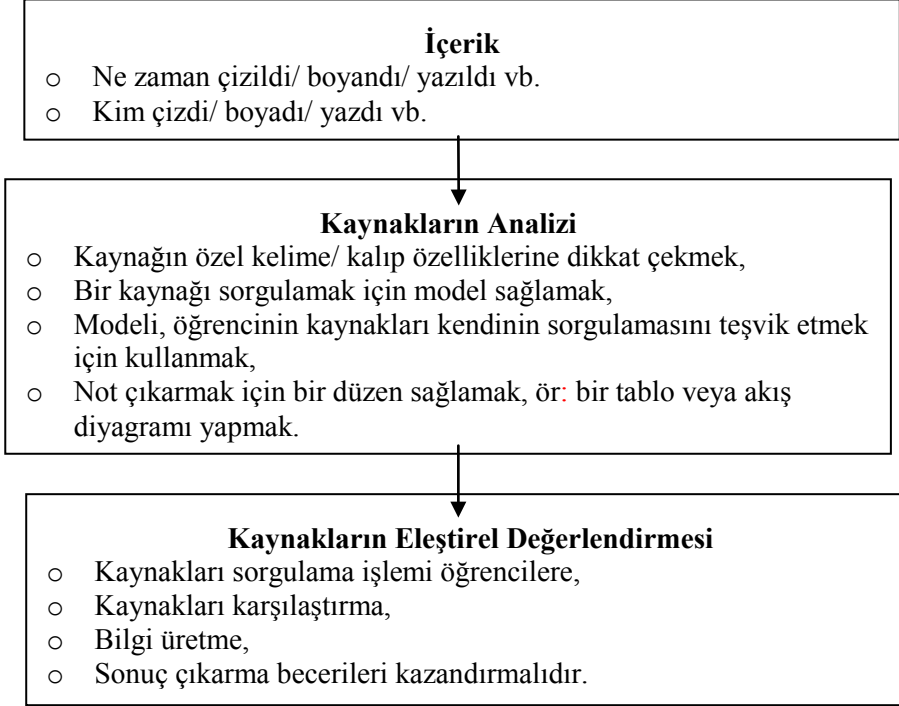 İçerik
o Ne zaman çizildi/ boyandı/ yazıldı vb.
o Kim çizdi/ boyadı/ yazdı vb.
Kaynakların Analizi
o Kaynağın özel kelime/ kalıp özelliklerine dikkat çekmek,
o Bir kaynağı sorgulamak için model sağlamak,
o Modeli, öğrencinin kaynakları kendinin sorgulamasını teşvik etmek
için kullanmak,
o Not çıkarmak için bir düzen sağlamak, ör: bir tablo veya akış
diyagramı yapmak.
Kaynakların Eleştirel Değerlendirmesi
o Kaynakları sorgulama işlemi öğrencilere,
o Kaynakları karşılaştırma,
o Bilgi üretme,
o Sonuç çıkarma becerileri kazandırmalıdır.